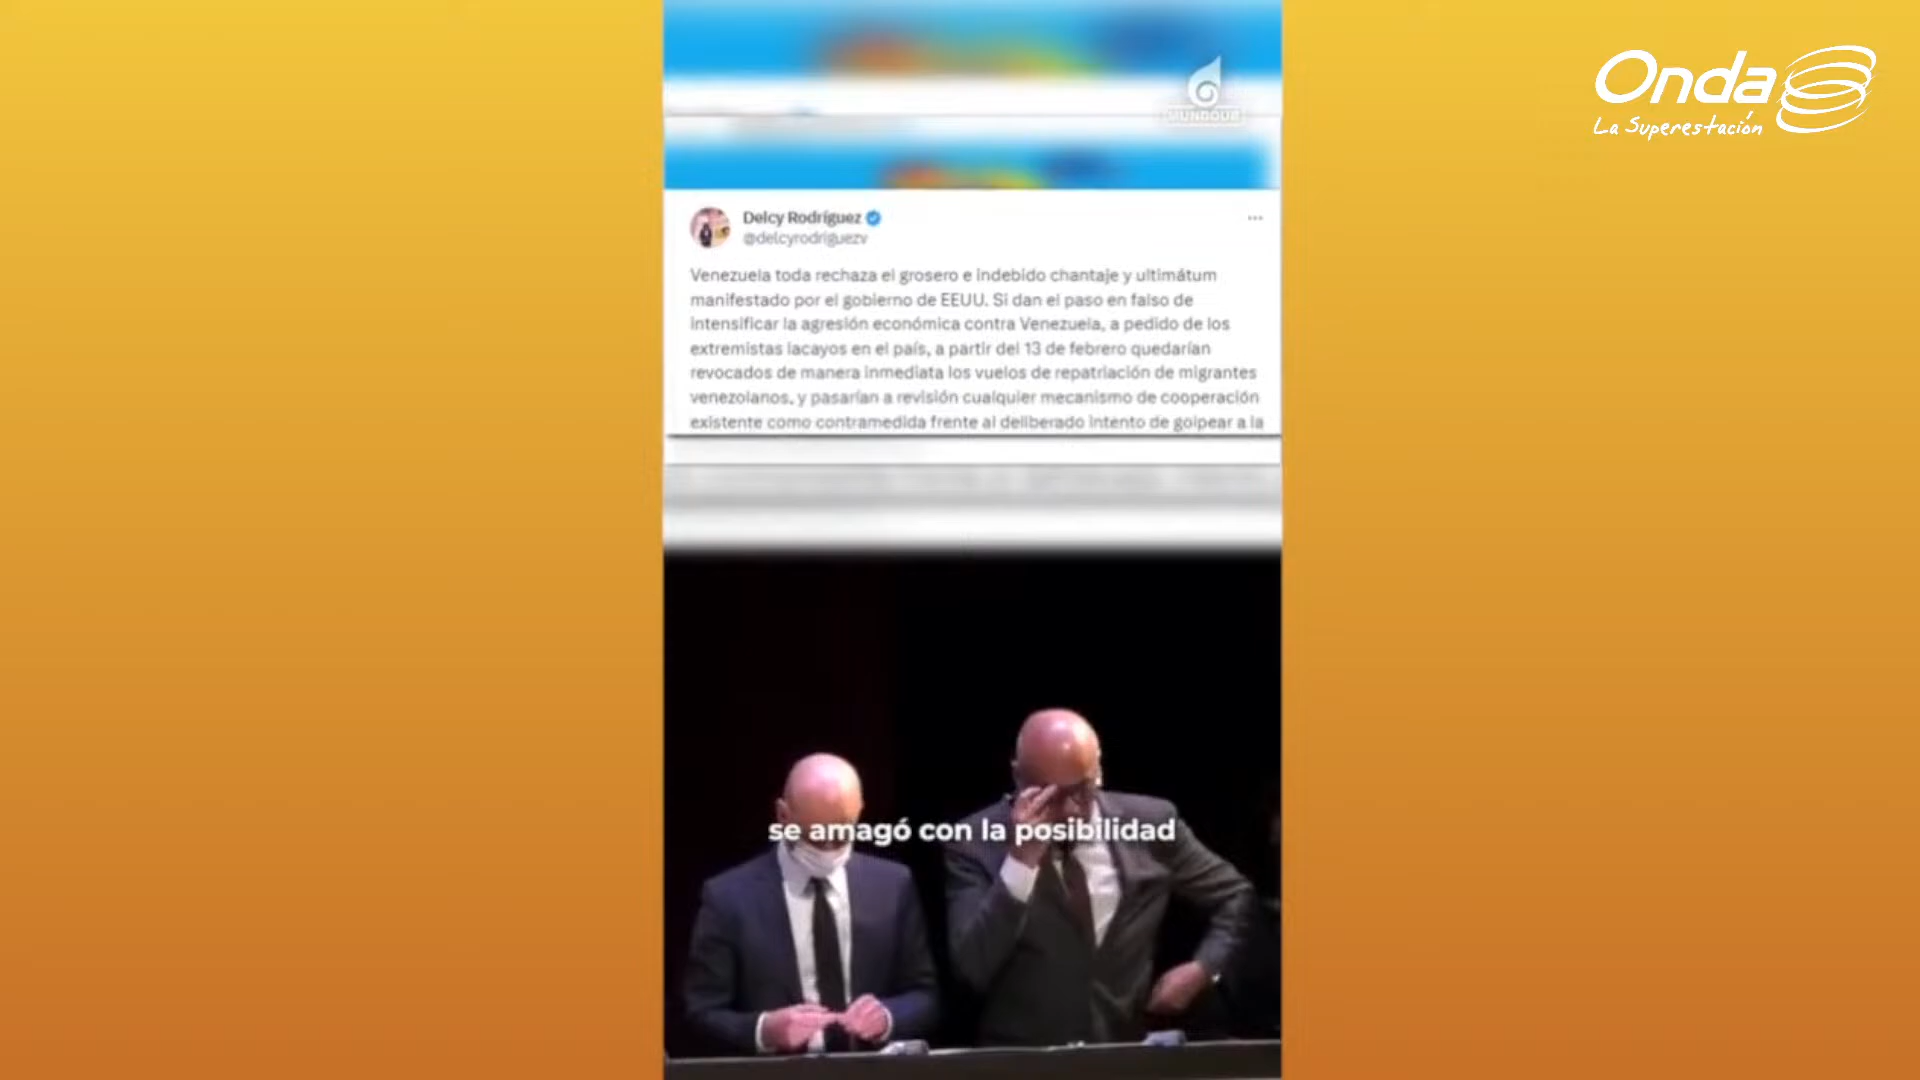 Onda
La Superestación
MUNDOUR
Delcy Rodríguez
@delcyrodriguezv
Venezuela toda rechaza el grosero e indebido chantaje y ultimátum
manifestado por el gobierno de EEUU. Si dan el paso en falso de
intensificar la agresión económica contra Venezuela, a pedido de los
extremistas lacayos en el país, a partir del 13 de febrero quedarían
revocados de manera inmediata los vuelos de repatriación de migrantes
venezolanos, y pasarían a revisión cualquier mecanismo de cooperación
existente como contramedida frente al deliberado intento de golpear a la
se amagó con la posibilidad